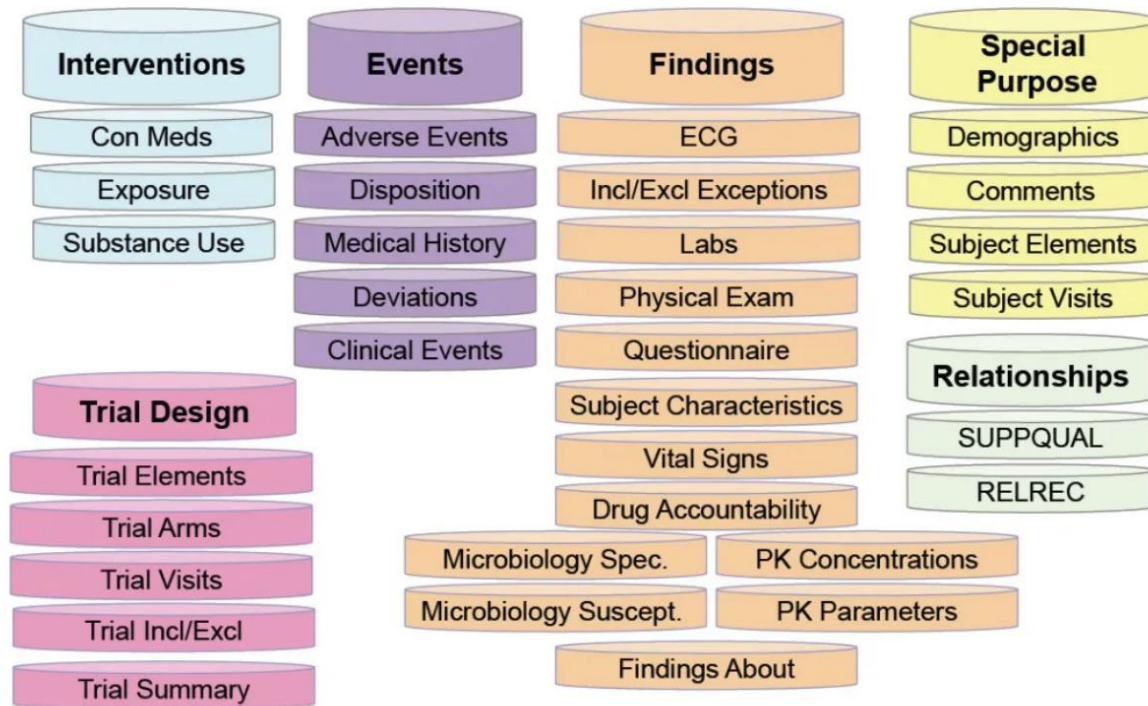 Interventions
Con Meds
Exposure
Substance Use
Events
Adverse Events
Disposition
Medical History
Deviations
Clinical Events
Findings
ECG
Incl/Excl Exceptions
Labs
Physical Exam
Questionnaire
Subject Characteristics
Vital Signs
Drug Accountability
Microbiology Spec.
PK Concentrations
Microbiology Suscept.
PK Parameters
Findings About
Special
Purpose
Demographics
Comments
Subject Elements
Subject Visits
Relationships
SUPPQUAL
RELREC
Trial Design
Trial Elements
Trial Arms
Trial Visits
Trial Incl/Excl
Trial Summary